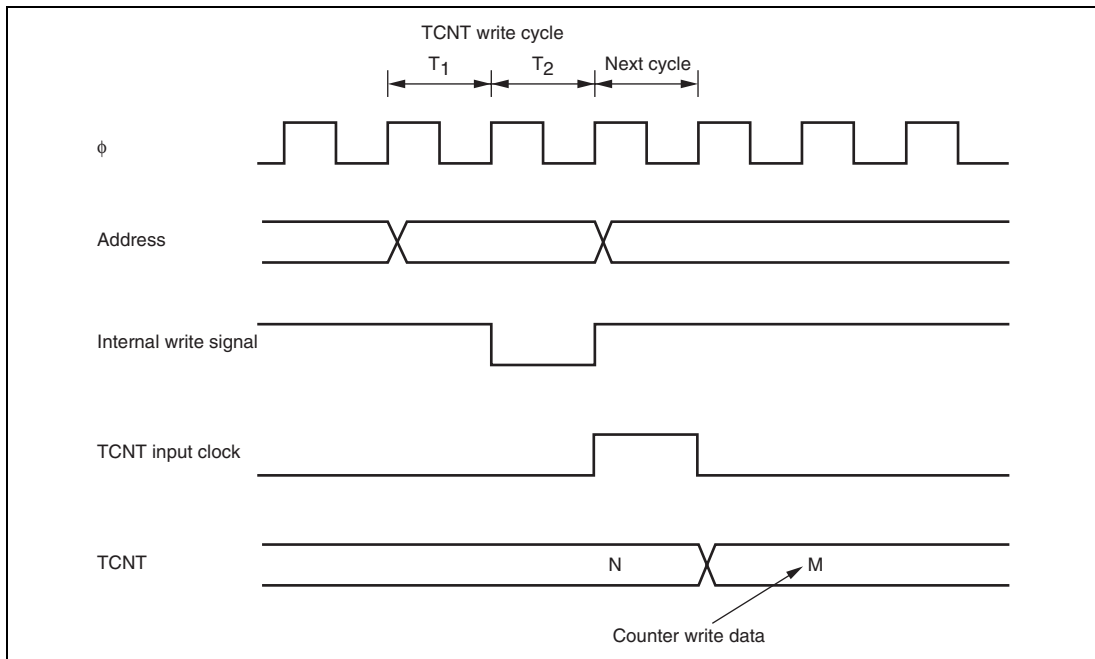 TCNT write cycle
T1 T2 Next cycle
φ
Address
Internal write signal
TCNT input clock
TCNT N M
Counter write data